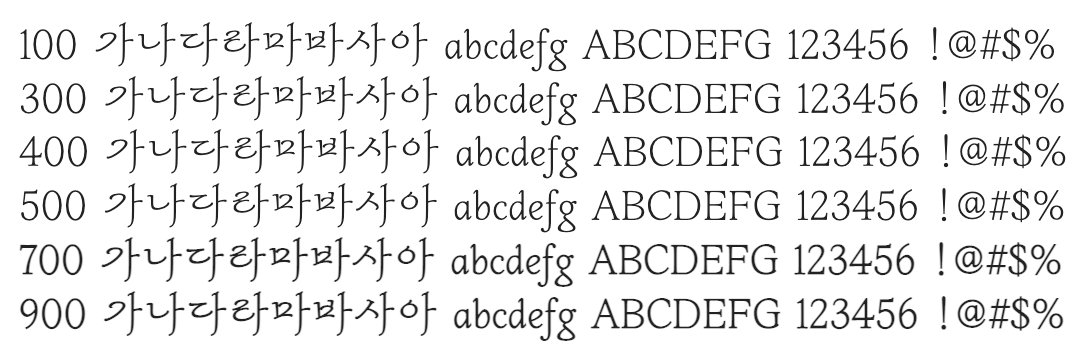 100 가나다라마바사아 abcdefg ABCDEFG 123456 !@#$%
300 가나다라마바사아 abcdefg ABCDEFG 123456 !@#$%
400 가나다라마바사아 abcdefg ABCDEFG 123456 !@#$%
500 가나다라마바사아 abcdefg ABCDEFG 123456 !@#$%
700 가나다라마바사아 abcdefg ABCDEFG 123456 !@#$%
900 가나다라마바사아 abcdefg ABCDEFG 123456 !@#$%